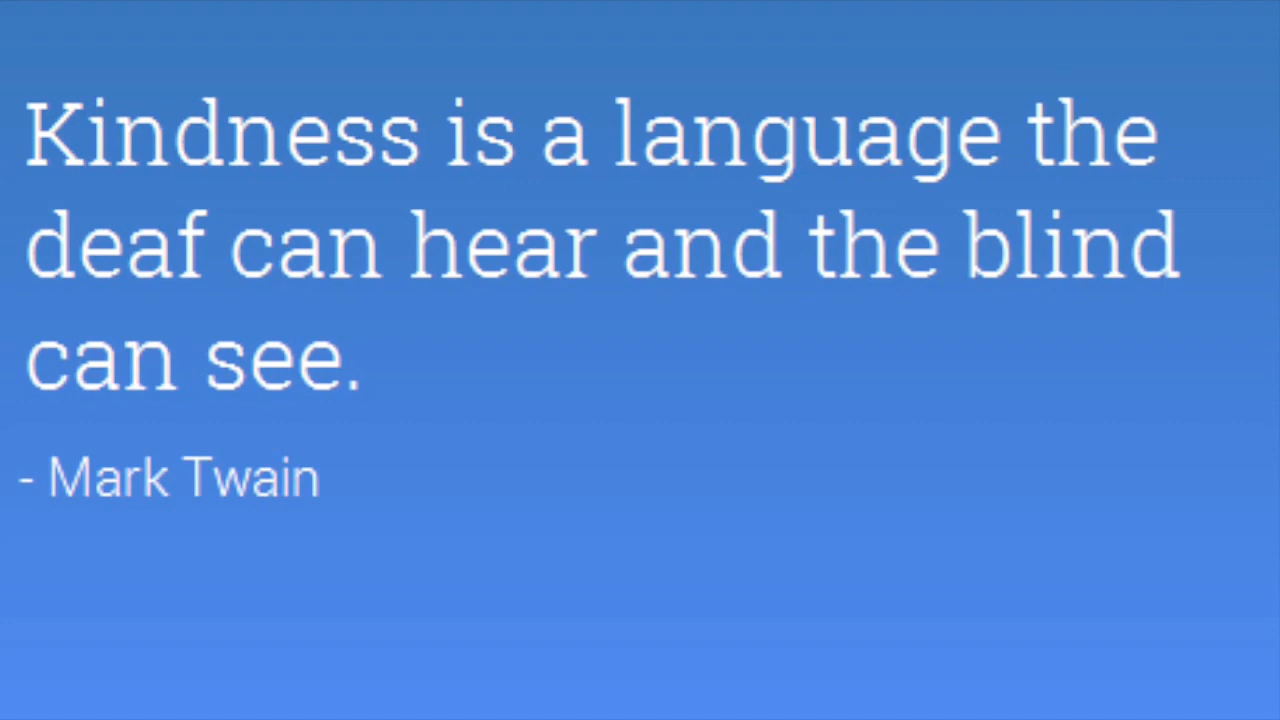 Kindness is a language the
deaf can hear and the blind
can see.
- Mark Twain